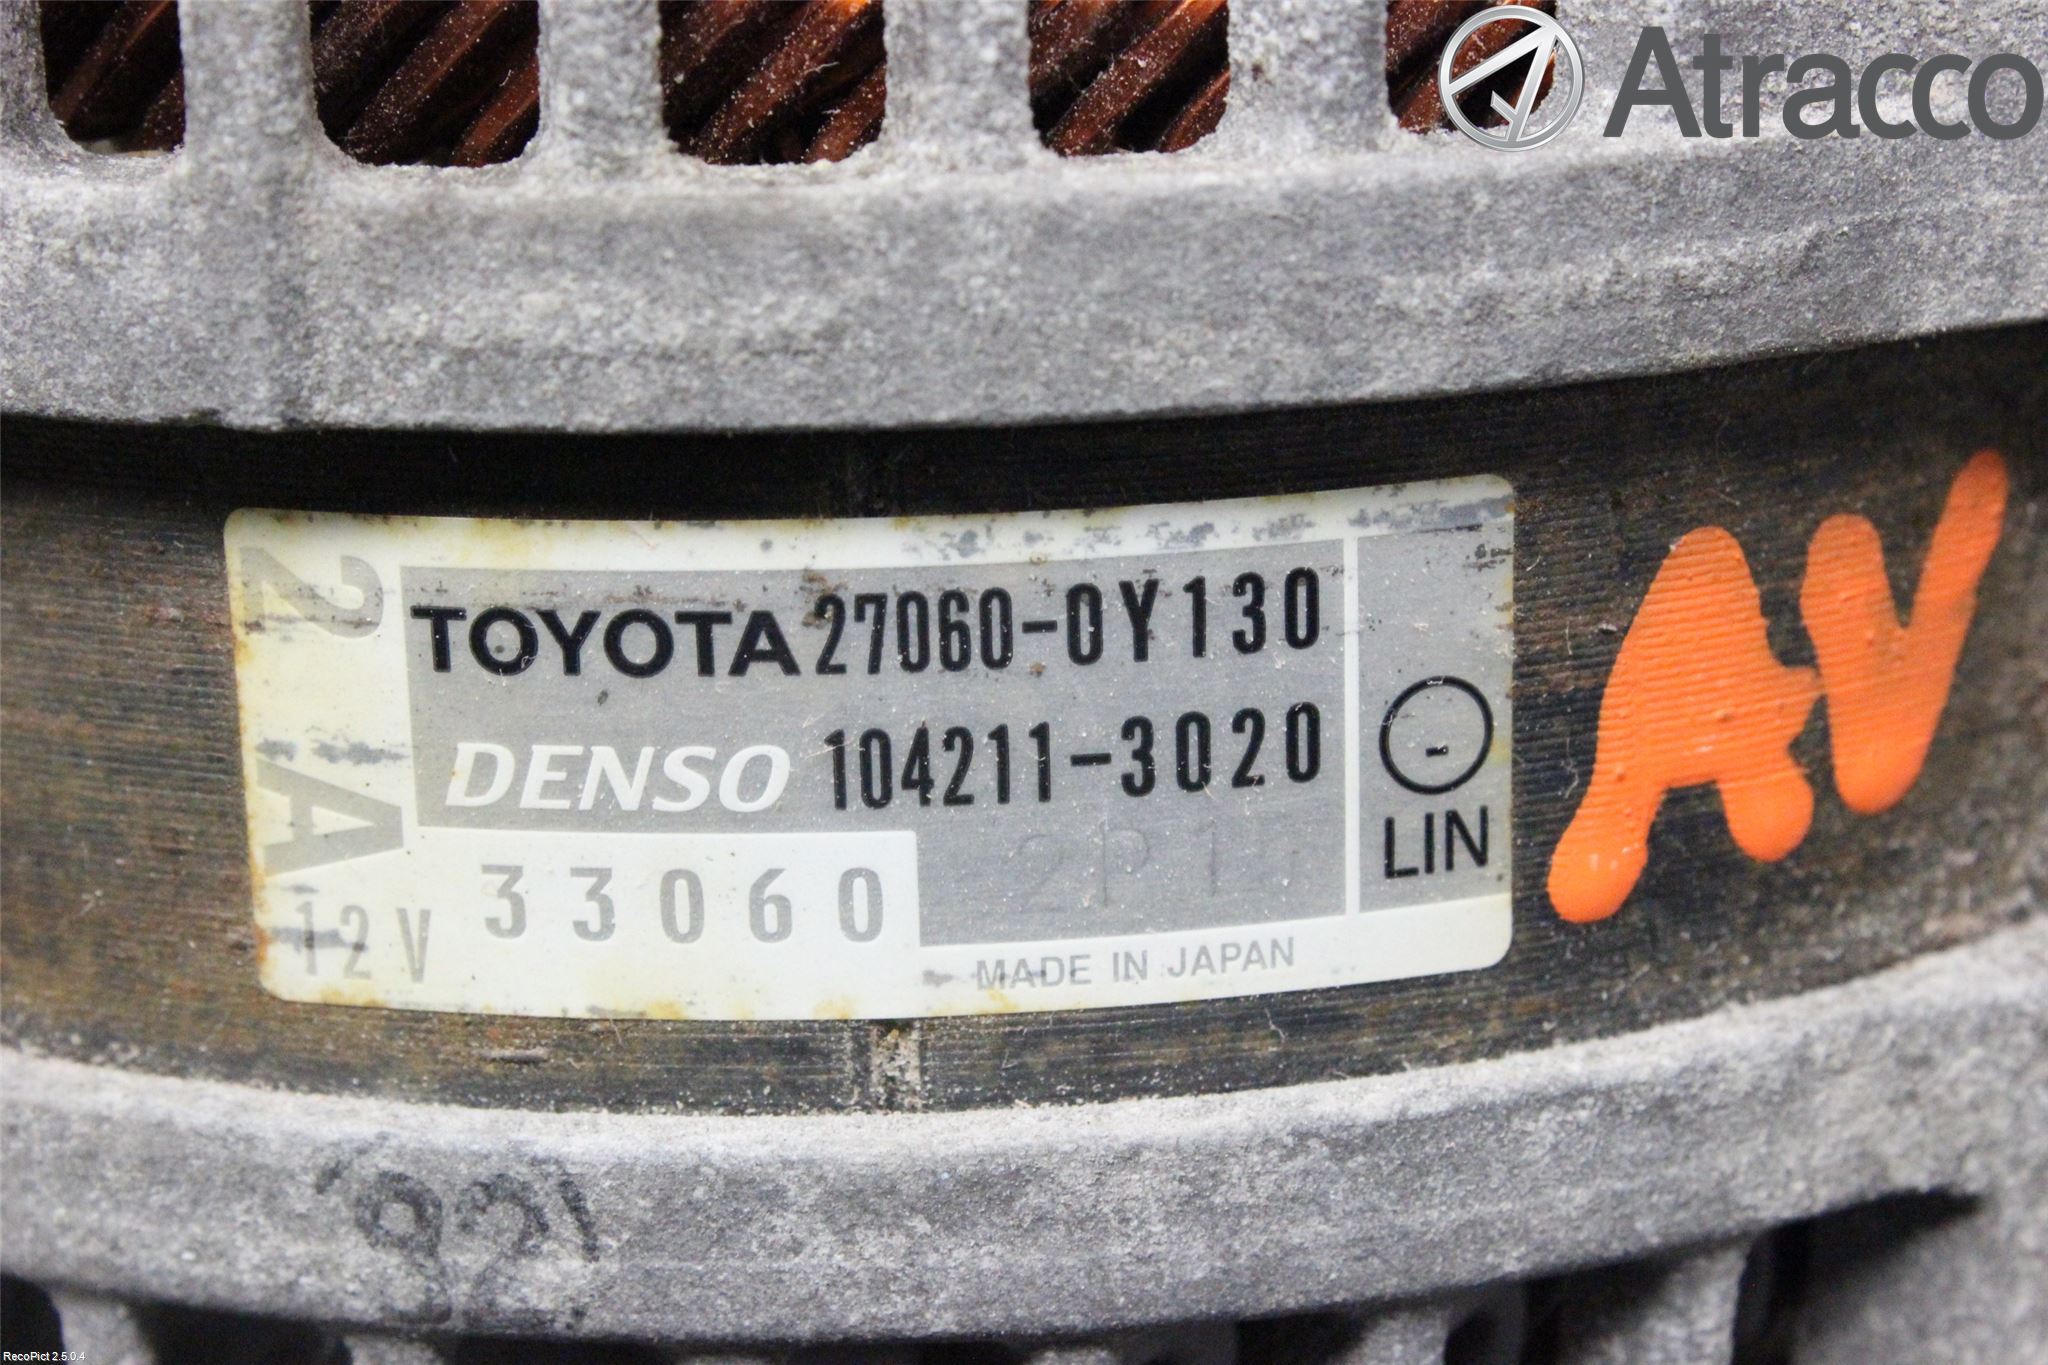 Atracco
TOYOTA 27060-0Y130
DENSO 104211-3020
2 A
12V
33060
2P1
MADE IN JAPAN
-
LIN
AV
RecoPict 2.5.0.4